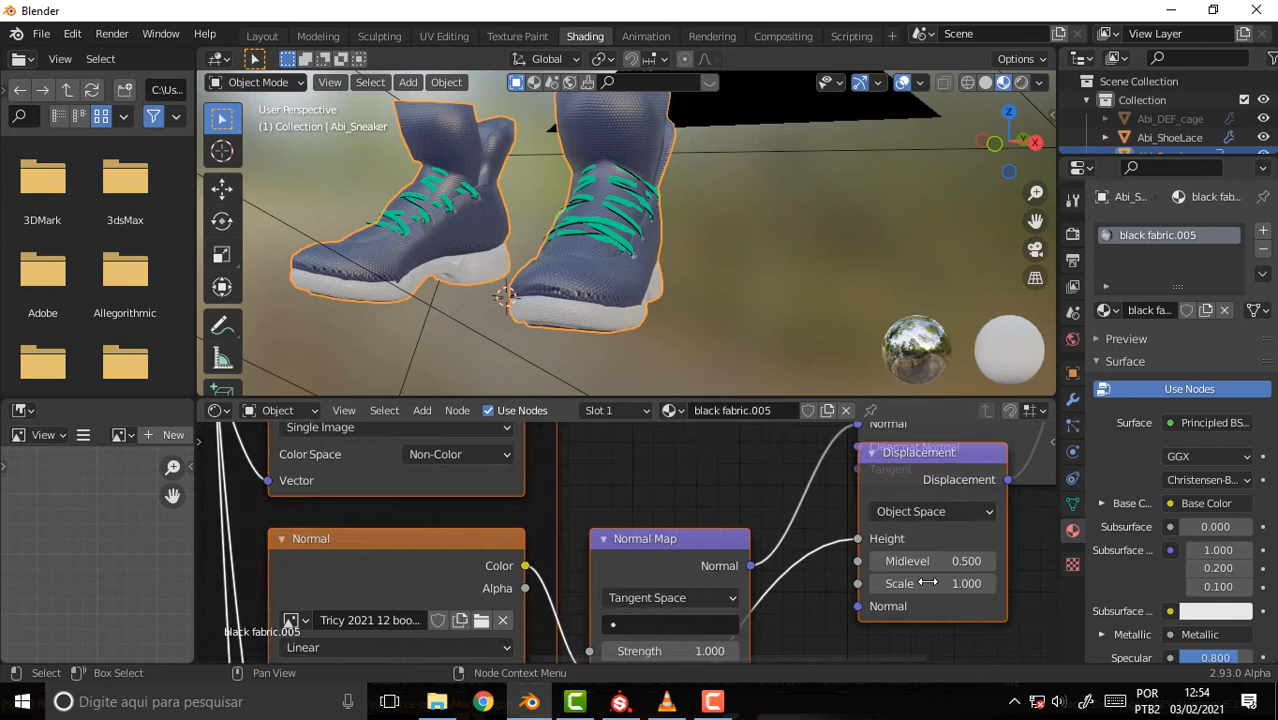 Blender
File Edit Render Window Help
Layout Modeling Sculpting UV Editing Texture Paint Shading Animation Rendering Compositing Scripting
Scene
View Layer
View Select
Global
Options
Object Mode View Select Add Object
C:\Us...
3DMark
3dsMax
Adobe
Allegorithmic
User Perspective
(1) Collection | Abi_Sneaker
Z
Y
X
Scene Collection
Collection
Abi_DEF_cage
Abi_ShoeLace
Abi_S...
black fab...
black fabric.005
black fa...
Preview
Surface
Use Nodes
Surface
Principled BS...
GGX
Christensen-B...
Base C...
Base Color
Subsurface
0.000
Subsurface ...
1.000
0.200
0.100
Subsurface ...
Metallic
Metallic
Specular
0.800
View
New
Object View Select Add Node Use Nodes Slot 1 black fabric.005
Single Image
Color Space Non-Color
Vector
Normal
Color
Alpha
Tricy 2021 12 boo...
Linear
black fabric.005
Normal Map
Normal
Tangent Space
Strength 1.000
Normal
Clearcoat Normal
Tangent
Displacement
Displacement
Object Space
Height
Midlevel 0.500
Scale 1.000
Normal
Select Box Select Pan View Node Context Menu 2.93.0 Alpha
Digite aqui para pesquisar
POR
PTB2
12:54
03/02/2021